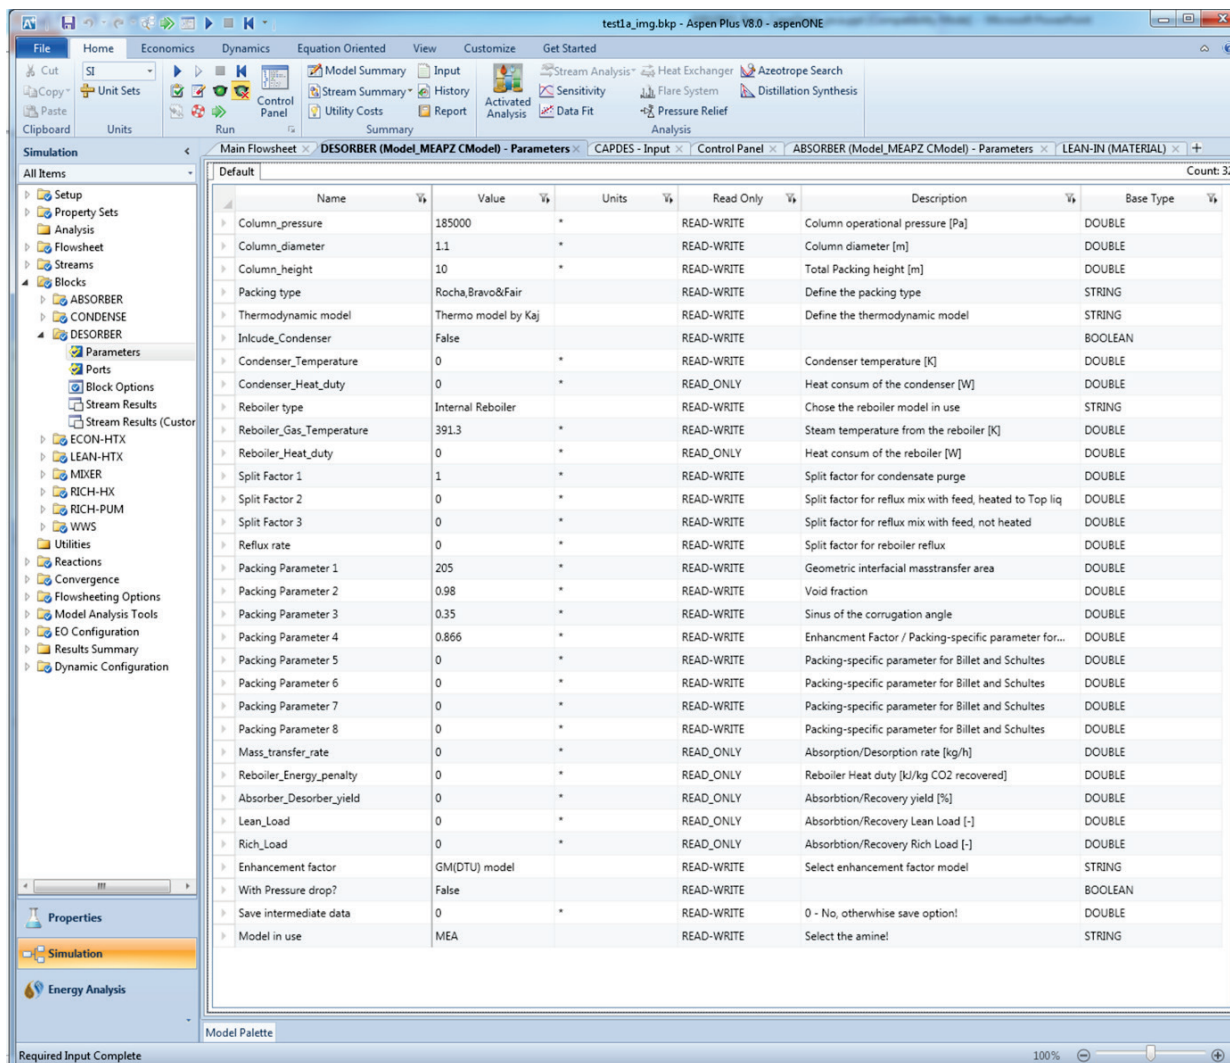 test1a_img.bkp - Aspen Plus V8.0 - aspenONE
File Home Economics Dynamics Equation Oriented View Customize Get Started
Cut SI Model Summary Input Stream Analysis Heat Exchanger Azeotrope Search
Copy Unit Sets Stream Summary History Sensitivity Flare System Distillation Synthesis
Paste Control Panel Utility Costs Report Activated Analysis Data Fit Pressure Relief
Clipboard Units Run Summary Analysis
Simulation
Main Flowsheet DESORBER (Model_MEAPZ CModel) - Parameters CAPDES - Input Control Panel ABSORBER (Model_MEAPZ CModel) - Parameters LEAN-IN (MATERIAL) +
All Items
Setup
Property Sets
Analysis
Flowsheet
Streams
Blocks
ABSORBER
CONDENSE
DESORBER
Parameters
Ports
Block Options
Stream Results
Stream Results (Custor
ECON-HTX
LEAN-HTX
MIXER
RICH-HX
RICH-PUM
WWS
Utilities
Reactions
Convergence
Flowsheeting Options
Model Analysis Tools
EO Configuration
Results Summary
Dynamic Configuration
Properties
Simulation
Energy Analysis
Default Count: 32
Name Value Units Read Only Description Base Type
Column_pressure 185000 * READ-WRITE Column operational pressure [Pa] DOUBLE
Column_diameter 1.1 * READ-WRITE Column diameter [m] DOUBLE
Column_height 10 * READ-WRITE Total Packing height [m] DOUBLE
Packing type Rocha,Bravo&Fair READ-WRITE Define the packing type STRING
Thermodynamic model Thermo model by Kaj READ-WRITE Define the thermodynamic model STRING
Inlcude_Condenser False READ-WRITE BOOLEAN
Condenser_Temperature 0 * READ-WRITE Condenser temperature [K] DOUBLE
Condenser_Heat_duty 0 * READ_ONLY Heat consum of the condenser [W] DOUBLE
Reboiler type Internal Reboiler READ-WRITE Chose the reboiler model in use STRING
Reboiler_Gas_Temperature 391.3 * READ-WRITE Steam temperature from the reboiler [K] DOUBLE
Reboiler_Heat_duty 0 * READ_ONLY Heat consum of the reboiler [W] DOUBLE
Split Factor 1 1 * READ-WRITE Split factor for condensate purge DOUBLE
Split Factor 2 0 * READ-WRITE Split factor for reflux mix with feed, heated to Top liq DOUBLE
Split Factor 3 0 * READ-WRITE Split factor for reflux mix with feed, not heated DOUBLE
Reflux rate 0 * READ-WRITE Split factor for reboiler reflux DOUBLE
Packing Parameter 1 205 * READ-WRITE Geometric interfacial masstransfer area DOUBLE
Packing Parameter 2 0.98 * READ-WRITE Void fraction DOUBLE
Packing Parameter 3 0.35 * READ-WRITE Sinus of the corrugation angle DOUBLE
Packing Parameter 4 0.866 * READ-WRITE Enhancment Factor / Packing-specific parameter for... DOUBLE
Packing Parameter 5 0 * READ-WRITE Packing-specific parameter for Billet and Schultes DOUBLE
Packing Parameter 6 0 * READ-WRITE Packing-specific parameter for Billet and Schultes DOUBLE
Packing Parameter 7 0 * READ-WRITE Packing-specific parameter for Billet and Schultes DOUBLE
Packing Parameter 8 0 * READ-WRITE Packing-specific parameter for Billet and Schultes DOUBLE
Mass_transfer_rate 0 * READ_ONLY Absorption/Desorption rate [kg/h] DOUBLE
Reboiler_Energy_penalty 0 * READ_ONLY Reboiler Heat duty [kJ/kg CO2 recovered] DOUBLE
Absorber_Desorber_yield 0 * READ_ONLY Absorbtion/Recovery yield [%] DOUBLE
Lean_Load 0 * READ_ONLY Absorbtion/Recovery Lean Load [-] DOUBLE
Rich_Load 0 * READ_ONLY Absorbtion/Recovery Rich Load [-] DOUBLE
Enhancement factor GM(DTU) model READ-WRITE Select enhancement factor model STRING
With Pressure drop? False READ-WRITE BOOLEAN
Save intermediate data 0 * READ-WRITE 0 - No, otherwhise save option! DOUBLE
Model in use MEA READ-WRITE Select the amine! STRING
Model Palette
Required Input Complete 100%